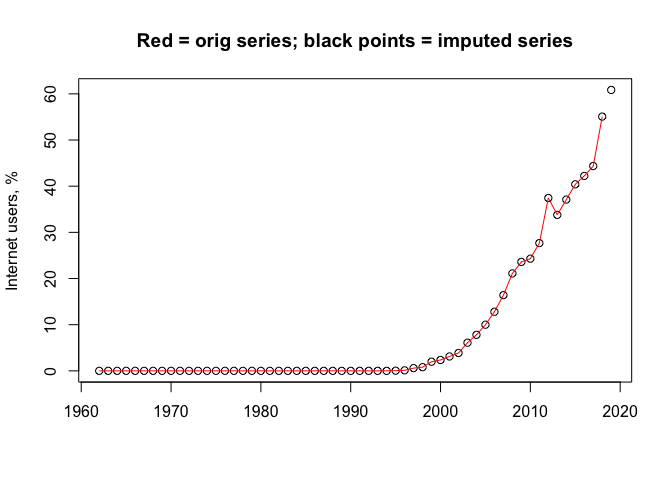 Red = orig series; black points = imputed series
Internet users, %
60
50
40
30
20
10
0
1960 1970 1980 1990 2000 2010 2020